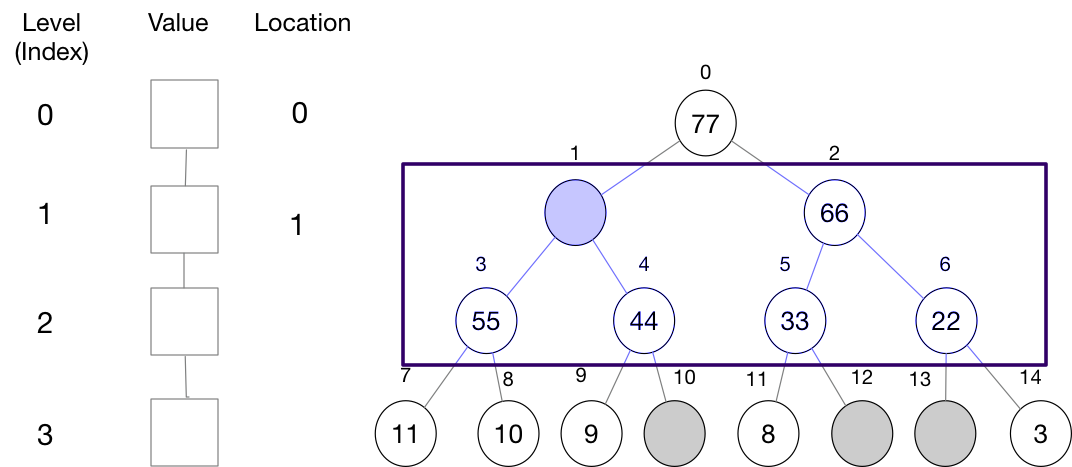 Level Value Location
(Index)
0 0
77
0
1 2
1 1
66
3 4 5 6
2 55 44 33 22
7 8 9 10 11 12 13 14
3 11 10 9 8 3